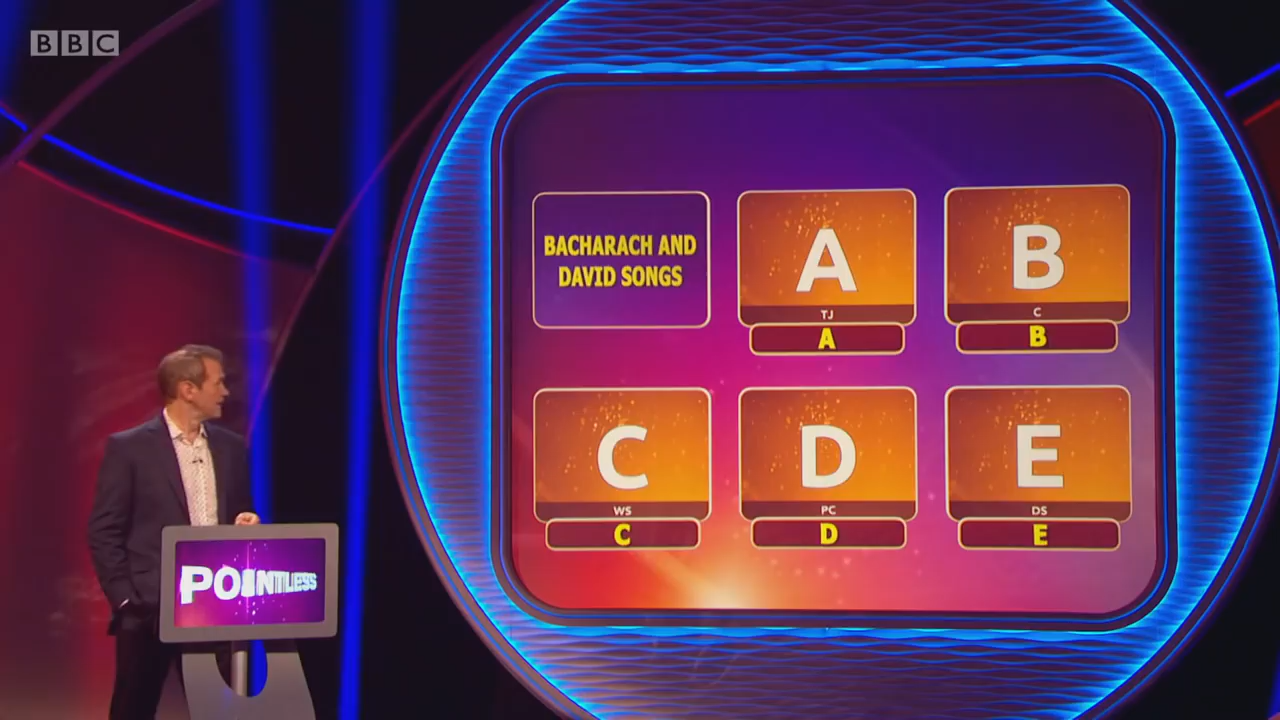 BBC
BACHARACH AND
DAVID SONGS
A
TJ
A
B
C
B
C
WS
C
D
PC
D
E
DS
E
POINTLESS